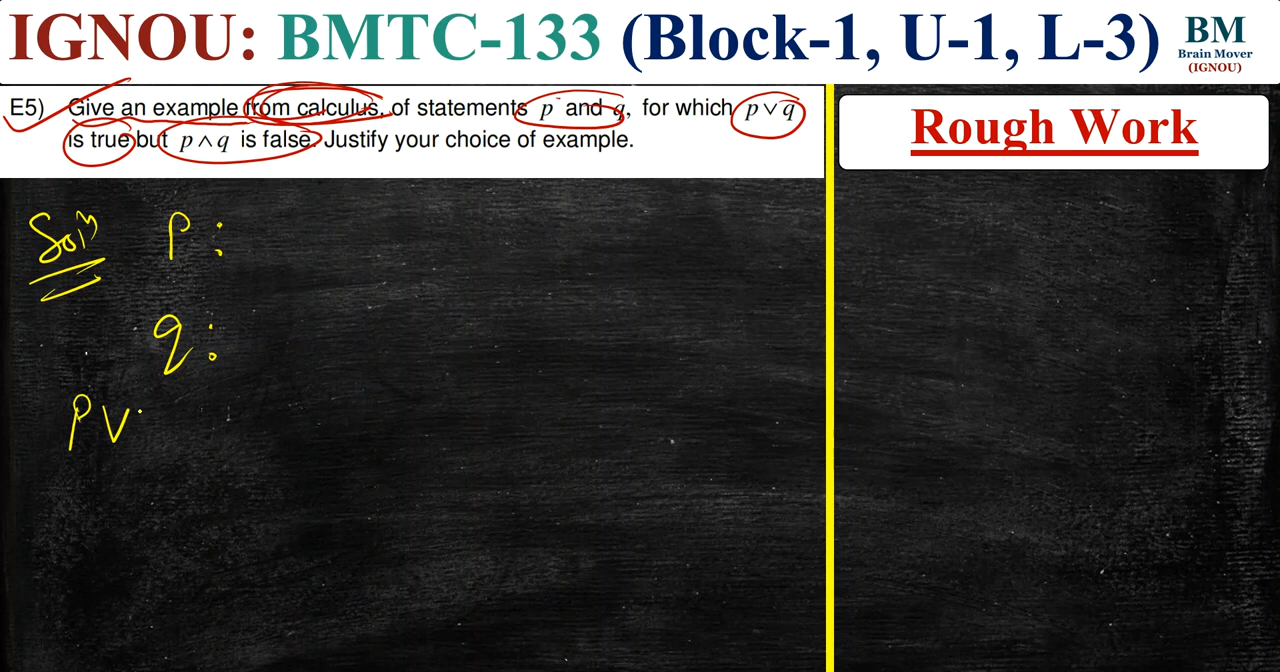 IGNOU: BMTC-133 (Block-1, U-1, L-3)
BM
Brain Mover
(IGNOU)
E5) Give an example from calculus, of statements p and q, for which p ∨ q
is true but p ∧ q is false. Justify your choice of example.
Rough Work
Solⁿ P :
q :
P V